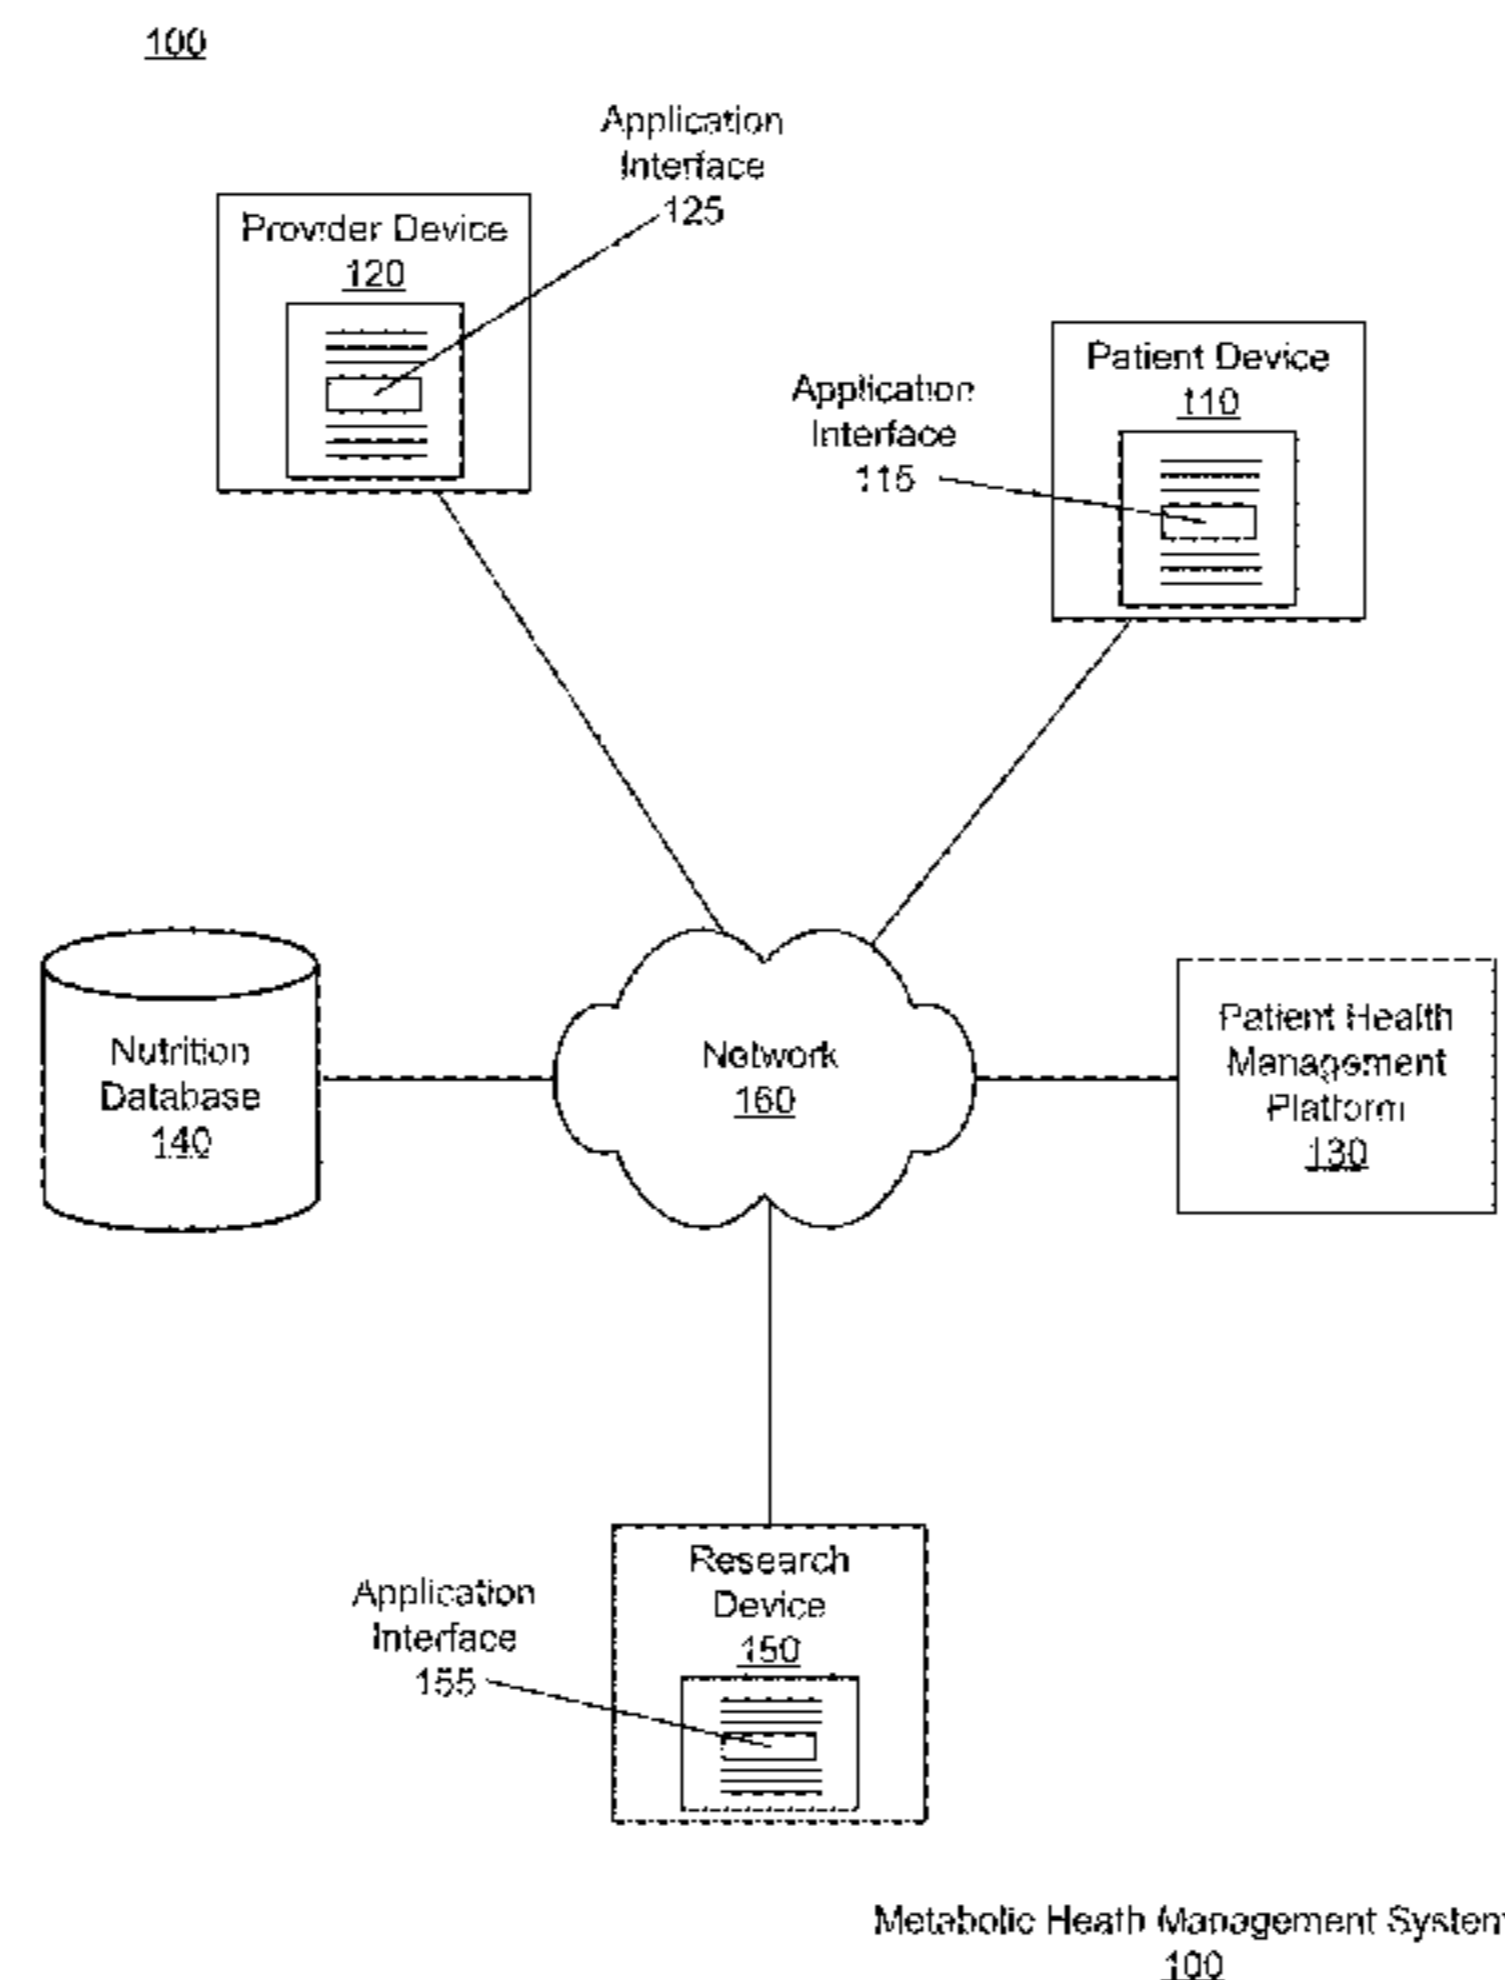 100
Application
Interface
125
Provider Device
120
Patient Device
110
Application
Interface
115
Nutrition
Database
140
Network
160
Patient Health
Management
Platform
130
Research
Device
150
Application
Interface
155
Metabolic Heath Management System
100